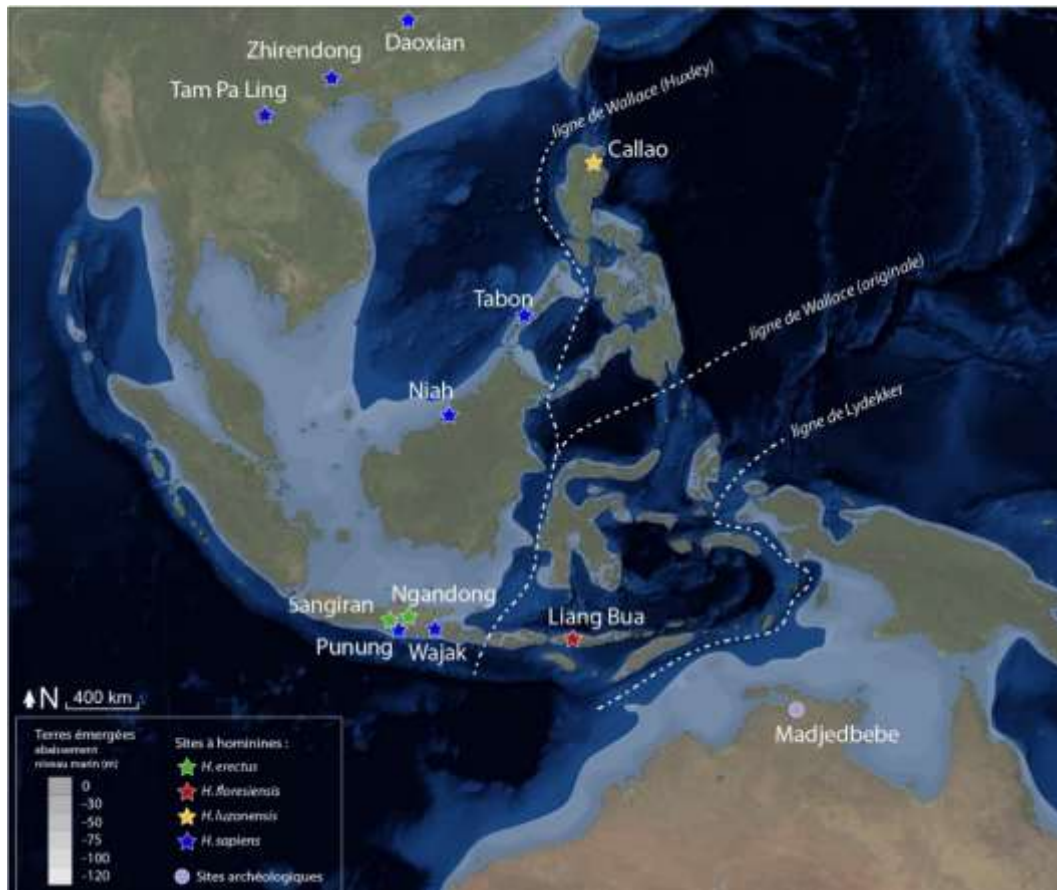 Daoxian
Zhirendong
Tam Pa Ling
ligne de Wallace (Huxley)
Callao
Tabon
ligne de Wallace (originale)
Niah
ligne de Lydekker
Ngandong
Sangiran
Liang Bua
Punung
Wajak
N
400 km
Madjedbebe
Terres émergées
abaissement
niveau marin (m)
0
-30
-50
-75
-100
-120
Sites à hominines :
H. erectus
H. floresiensis
H. luzonensis
H. sapiens
Sites archéologiques